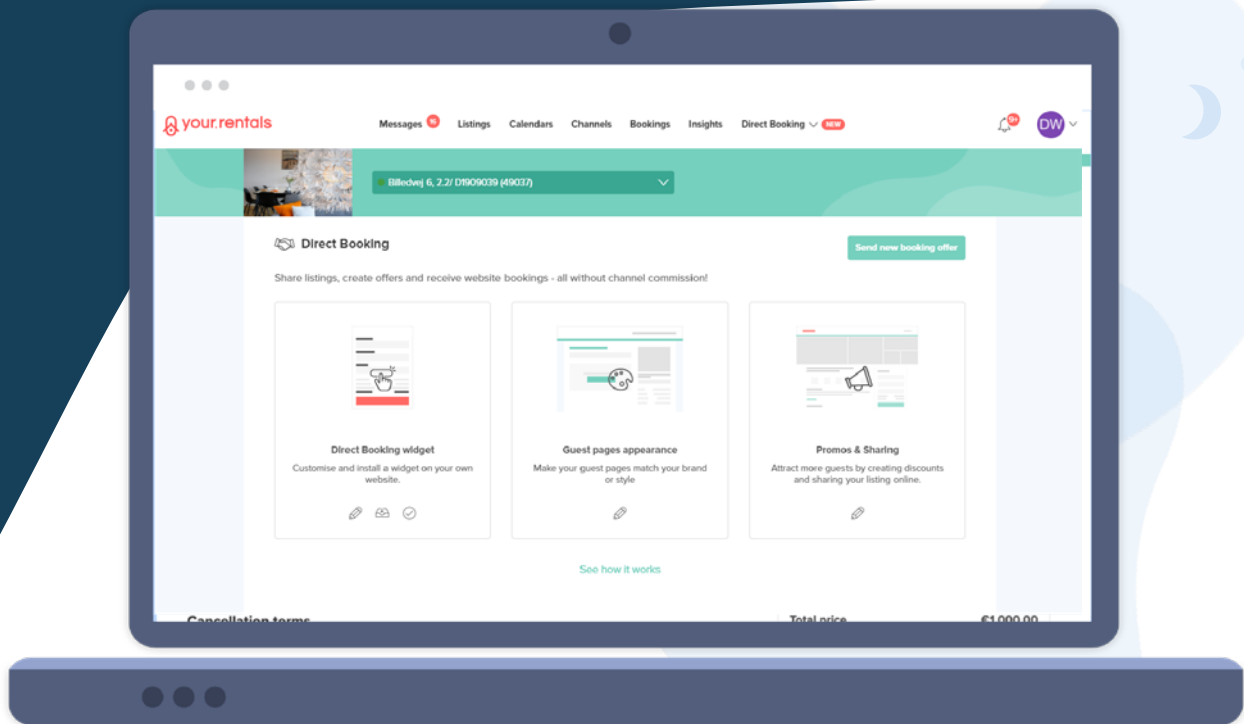 your.rentals
Messages 16 Listings Calendars Channels Bookings Insights Direct Booking NEW 9+ DW
Billedvej 6, 2.2/ D1909039 (49037)
Direct Booking
Send new booking offer
Share listings, create offers and receive website bookings - all without channel commission!
Direct Booking widget
Customise and install a widget on your own
website.
Guest pages appearance
Make your guest pages match your brand
or style
Promos & Sharing
Attract more guests by creating discounts
and sharing your listing online.
See how it works
Cancellation terms
Total price €1.000.00